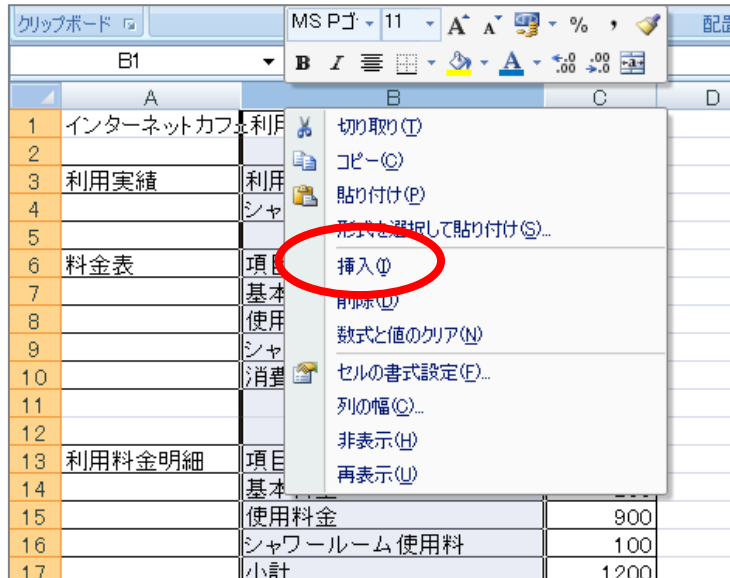 クリップボード
MS Pゴ 11 A A % ,
配置
B I A
B1
A B C D
1 インターネットカフェ利用
2
3 利用実績 利用
4 シャ
5
6 料金表 項目
7 基本
8 使用
9 シャ
10 消費
11
12
13 利用料金明細 項目
14 基本
15 使用料金 900
16 シャワールーム使用料 100
17 小計 1200
切り取り(T)
コピー(C)
貼り付け(P)
形式を選択して貼り付け(S)...
挿入(I)
削除(D)
数式と値のクリア(N)
セルの書式設定(F)...
列の幅(C)...
非表示(H)
再表示(U)